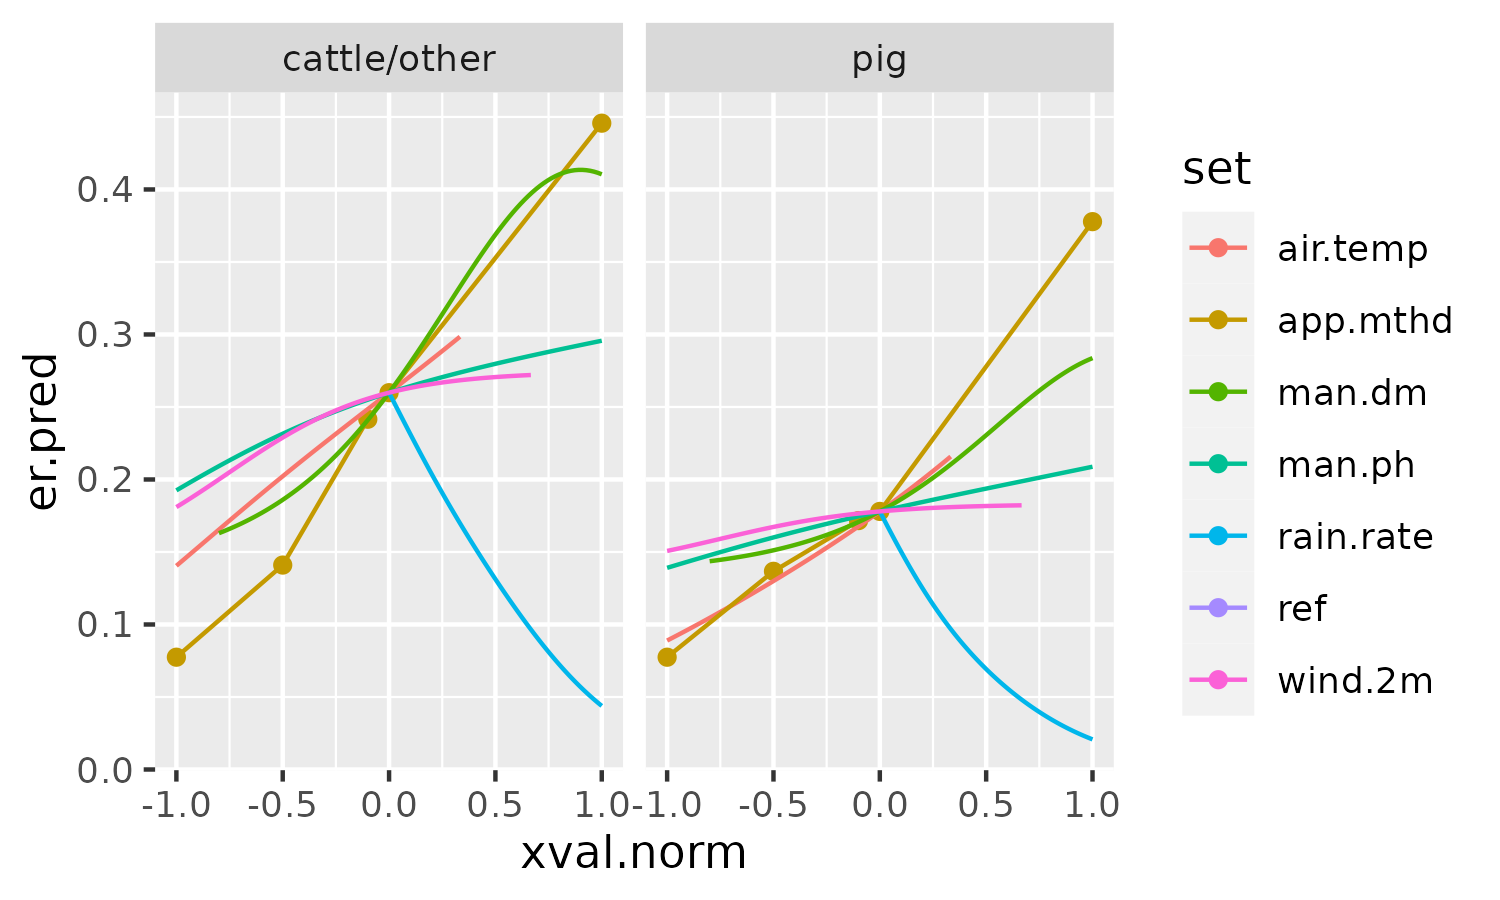 cattle/other
pig
er.pred
0.4
0.3
0.2
0.1
0.0
-1.0 -0.5 0.0 0.5 1.0 -1.0 -0.5 0.0 0.5 1.0
xval.norm
set
air.temp
app.mthd
man.dm
man.ph
rain.rate
ref
wind.2m